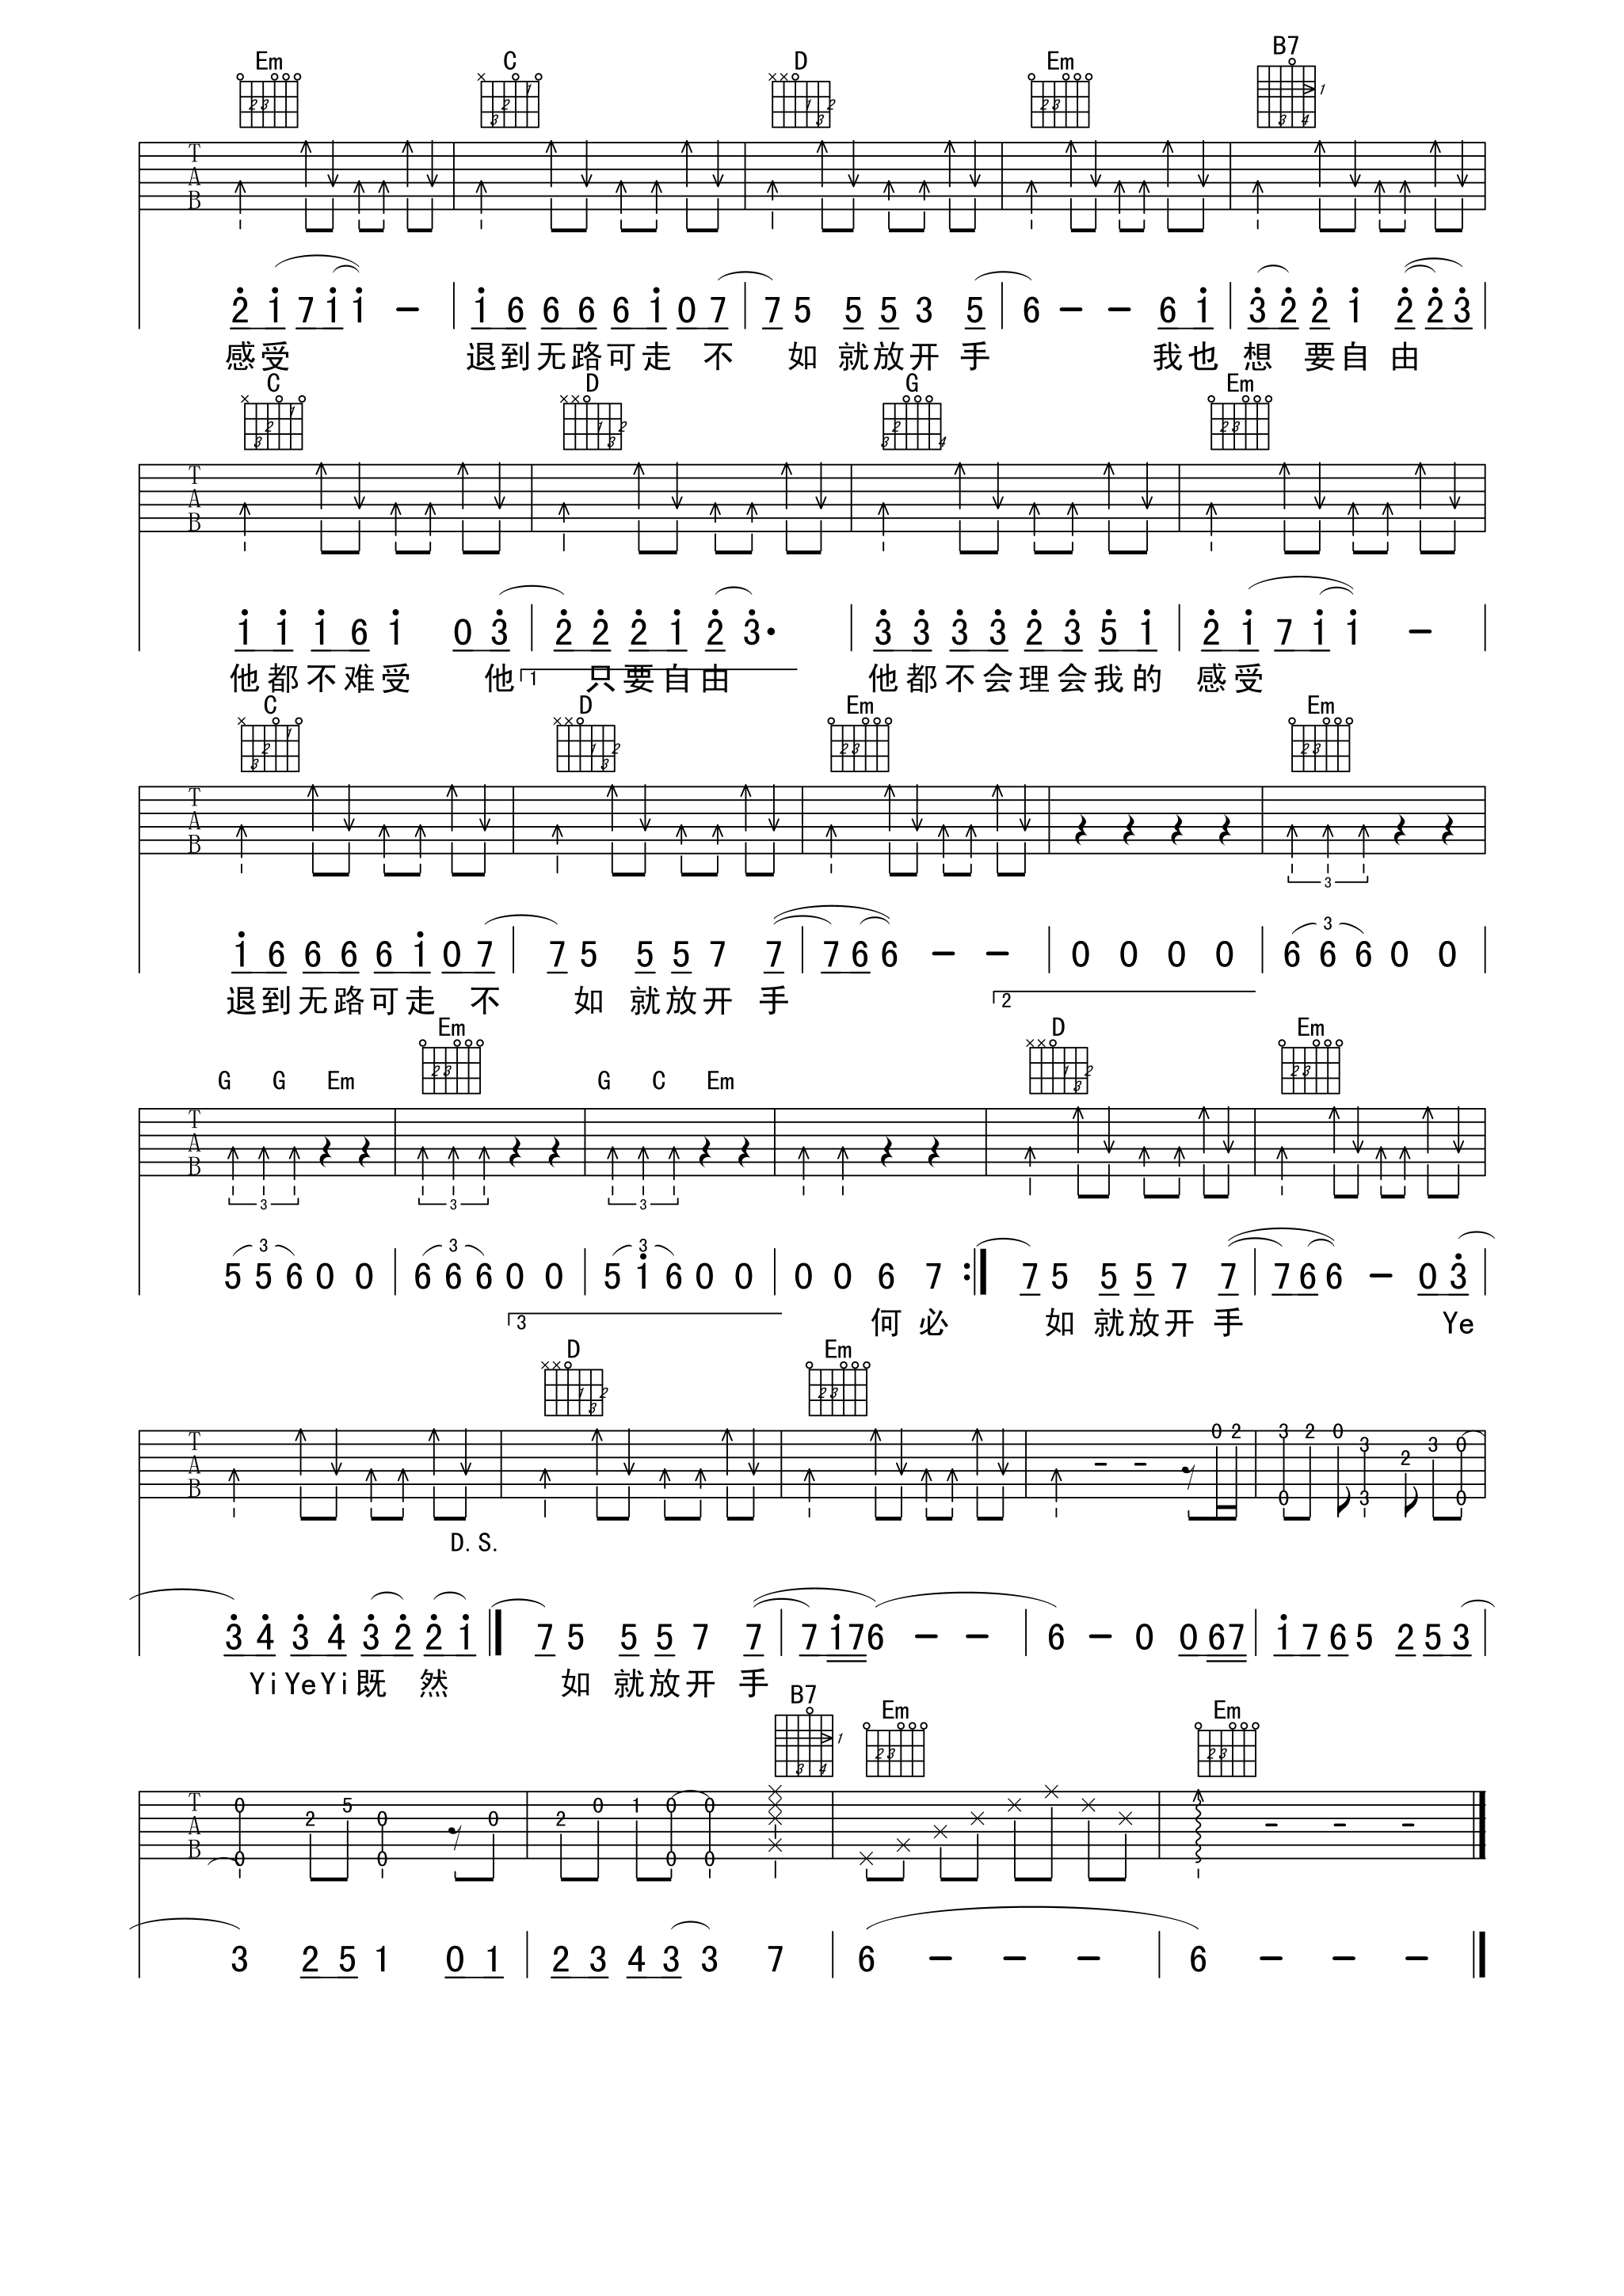 Em C D Em B7
2 1 7 1 1 - 1 6 6 6 6 1 0 7 7 5 5 5 3 5 6 - - 6 1 3 2 2 1 2 2 3
感受 退到无路可走 不 如 就放开 手 我也 想 要自 由
C D G Em
1 1 1 6 1 0 3 2 2 2 1 2 3· 3 3 3 3 2 3 5 1 2 1 7 1 1 -
他都不难受 他 只要自由 他都不会理会我的 感受
1
C D Em Em
3
1 6 6 6 6 1 0 7 7 5 5 5 7 7 7 6 6 - - 0 0 0 0 6 6 6 0 0
3
退到无路可走 不 如 就放开 手
2
G G Em Em G C Em D Em
3 3 3
5 5 6 0 0 6 6 6 0 0 5 1 6 0 0 0 0 6 7 7 5 5 5 7 7 7 6 6 - 0 3
3 3 3
何必 如 就放开 手 Ye
3
D Em
T A B 0 2 3 0 2 0 3 3 2 3 0 0
D.S.
3 4 3 4 3 2 2 1 7 5 5 5 7 7 7 1 7 6 - - 6 - 0 0 6 7 1 7 6 5 2 5 3
YiYeYi既 然 如 就放开 手
B7 Em Em
T A B 0 0 2 5 0 0 0 2 0 1 0 0 0 0
3 2 5 1 0 1 2 3 4 3 3 7 6 - - - 6 - - -